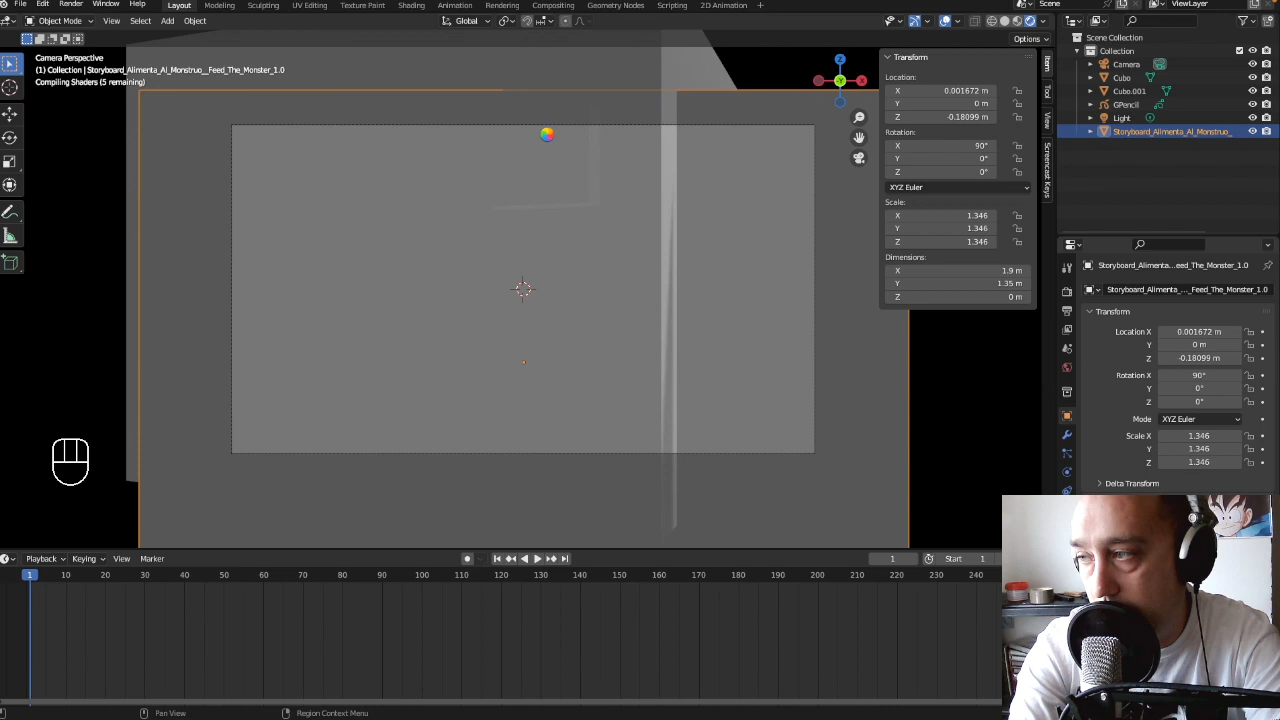 File Edit Render Window Help Layout Modeling Sculpting UV Editing Texture Paint Shading Animation Rendering Compositing Geometry Nodes Scripting 2D Animation + Scene ViewLayer
Object Mode View Select Add Object Global
Options
Camera Perspective
(1) Collection | Storyboard_Alimenta_Al_Monstruo__Feed_The_Monster_1.0
Compiling Shaders (5 remaining)
Transform
Location:
X 0.001672 m
Y 0 m
Z -0.18099 m
Rotation:
X 90°
Y 0°
Z 0°
XYZ Euler
Scale:
X 1.346
Y 1.346
Z 1.346
Dimensions:
X 1.9 m
Y 1.35 m
Z 0 m
Item
Tool
View
Screencast Keys
Scene Collection
Collection
Camera
Cubo
Cubo.001
GPencil
Light
Storyboard_Alimenta_Al_Monstruo_
Storyboard_Alimenta...eed_The_Monster_1.0
Storyboard_Alimenta_..._Feed_The_Monster_1.0
Transform
Location X 0.001672 m
Y 0 m
Z -0.18099 m
Rotation X 90°
Y 0°
Z 0°
Mode XYZ Euler
Scale X 1.346
Y 1.346
Z 1.346
Delta Transform
Playback Keying View Marker 1 Start 1
1 10 20 30 40 50 60 70 80 90 100 110 120 130 140 150 160 170 180 190 200 210 220 230 240
Pan View Region Context Menu